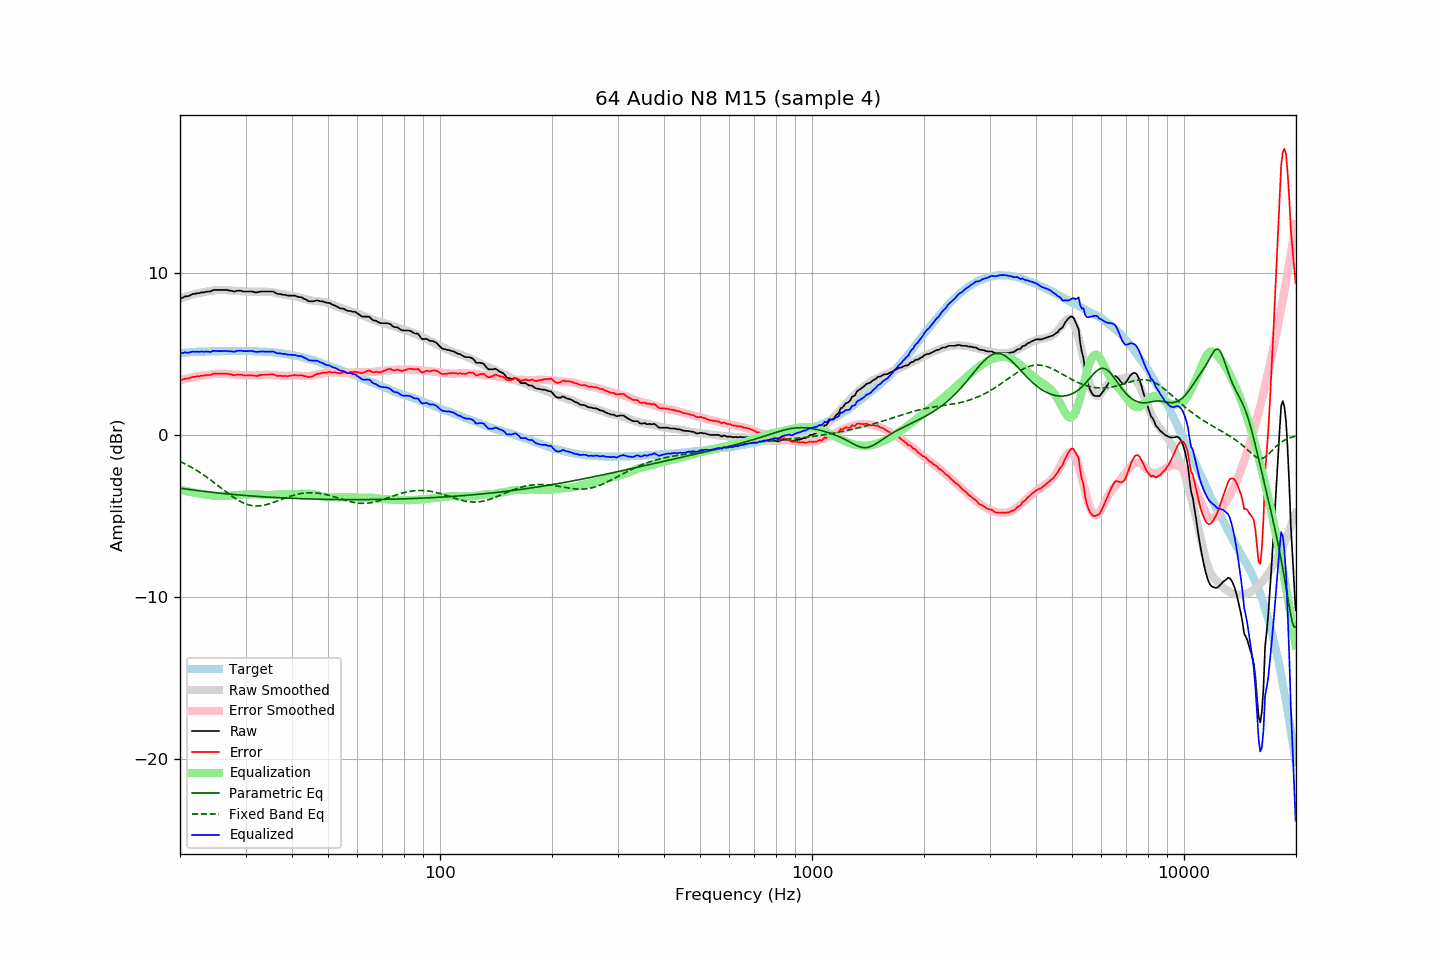 64 Audio N8 M15 (sample 4)
10
0
−10
−20
Amplitude (dBr)
Target
Raw Smoothed
Error Smoothed
Raw
Error
Equalization
Parametric Eq
Fixed Band Eq
Equalized
100
1000
10000
Frequency (Hz)